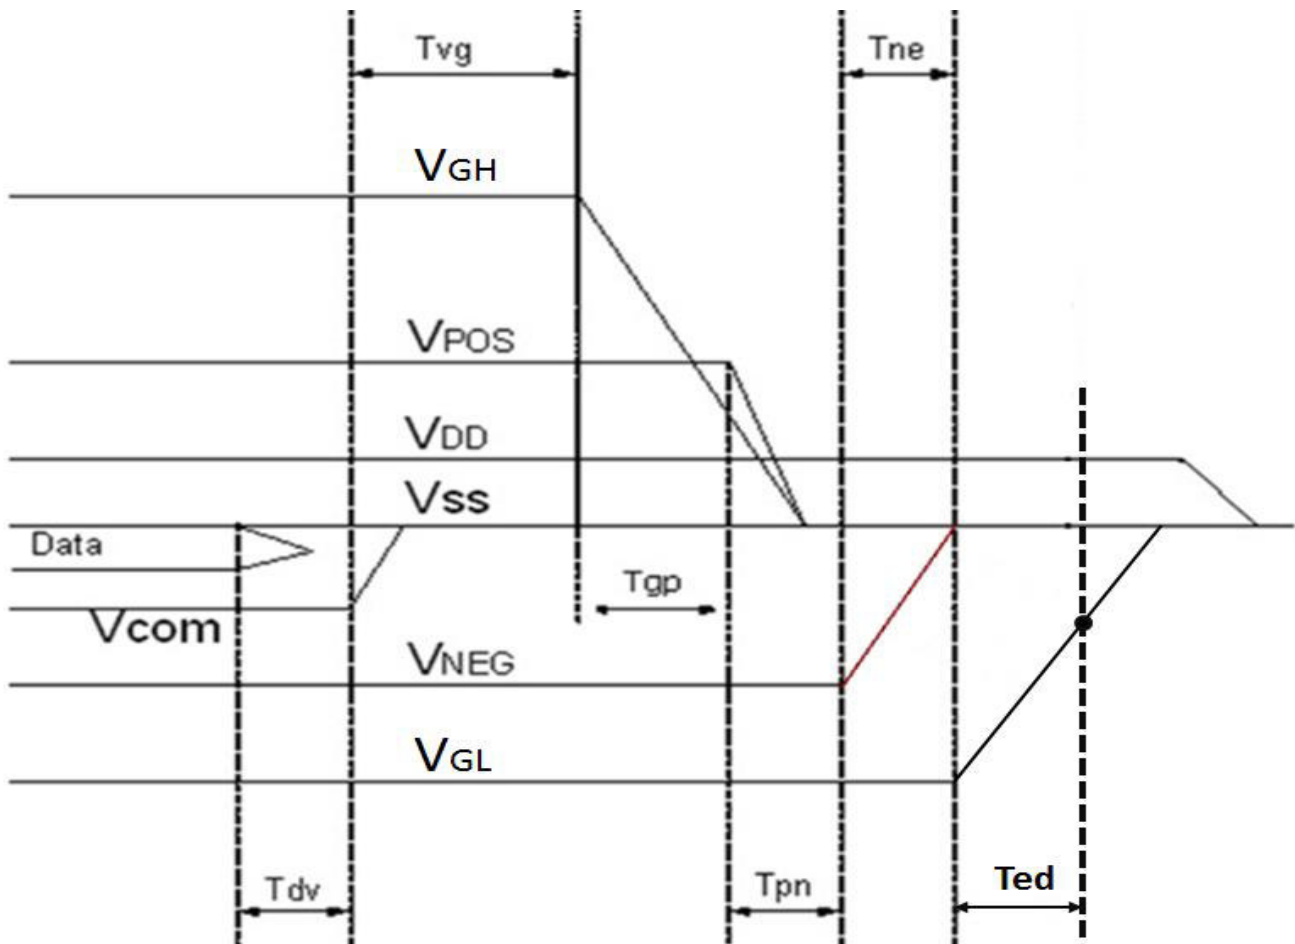 Tvg
Tne
VGH
VPOS
VDD
Vss
Data
Tgp
Vcom
VNEG
VGL
Tdv
Tpn
Ted